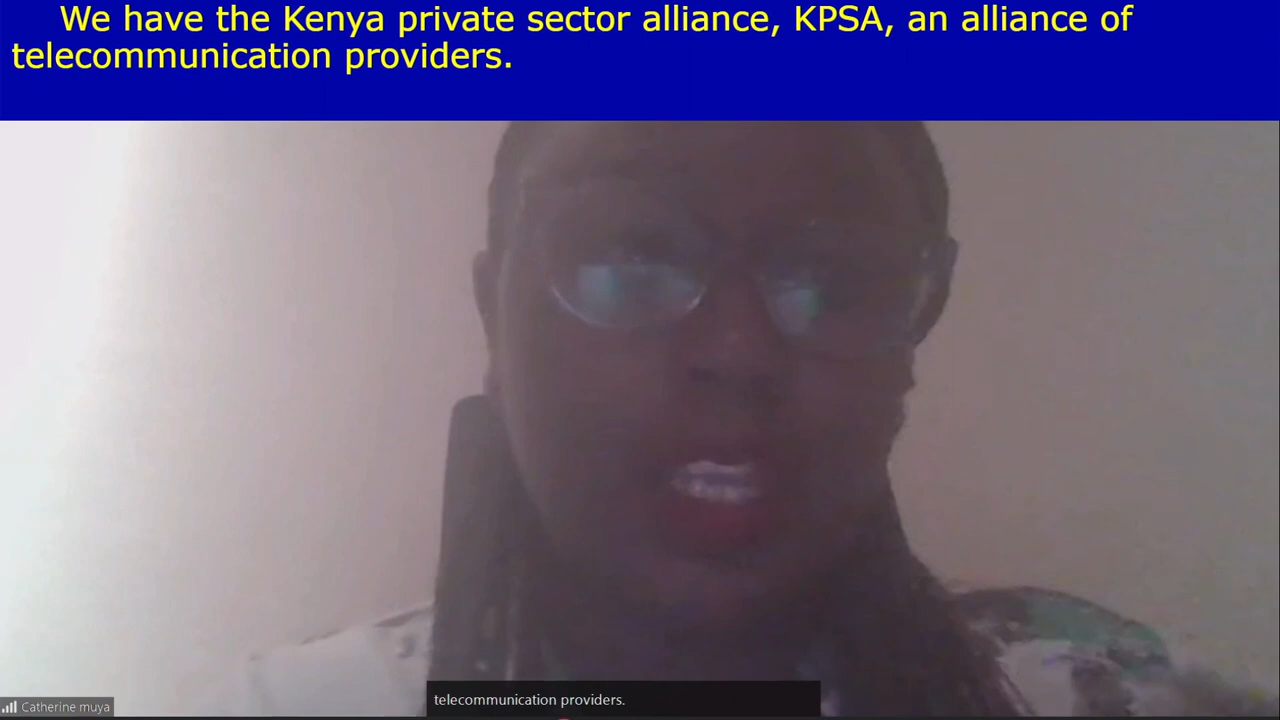 We have the Kenya private sector alliance, KPSA, an alliance of
telecommunication providers.
telecommunication providers.
Catherine muya